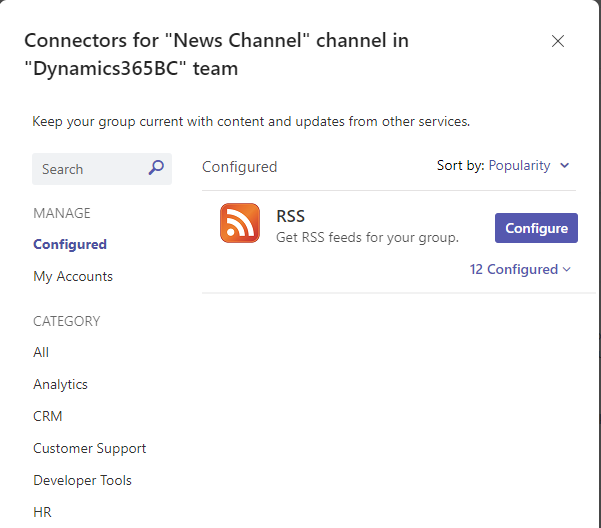 Connectors for "News Channel" channel in
"Dynamics365BC" team
Keep your group current with content and updates from other services.
Search
Configured
Sort by: Popularity
MANAGE
Configured
My Accounts
RSS
Get RSS feeds for your group.
Configure
12 Configured
CATEGORY
All
Analytics
CRM
Customer Support
Developer Tools
HR